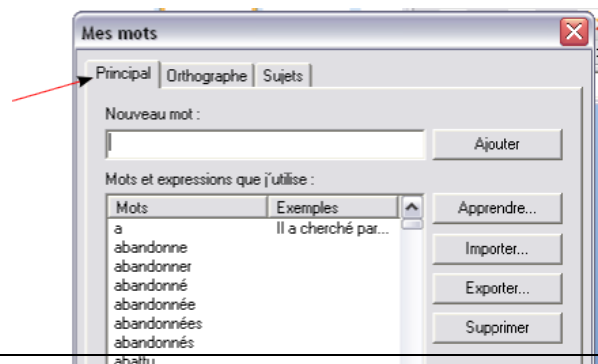 Mes mots
Principal Orthographe Sujets
Nouveau mot :
Ajouter
Mots et expressions que j'utilise :
Mots Exemples Apprendre...
a Il a cherché par...
abandonne Importer...
abandonner
abandonné Exporter...
abandonnée
abandonnées Supprimer
abandonnés
abattu